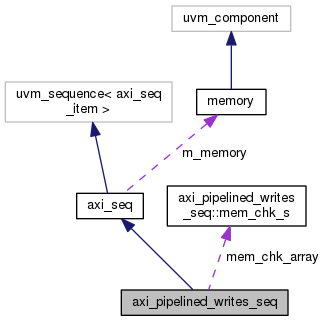 uvm_component
uvm_sequence< axi_seq
_item >
memory
m_memory
axi_pipelined_writes
_seq::mem_chk_s
axi_seq
mem_chk_array
axi_pipelined_writes_seq